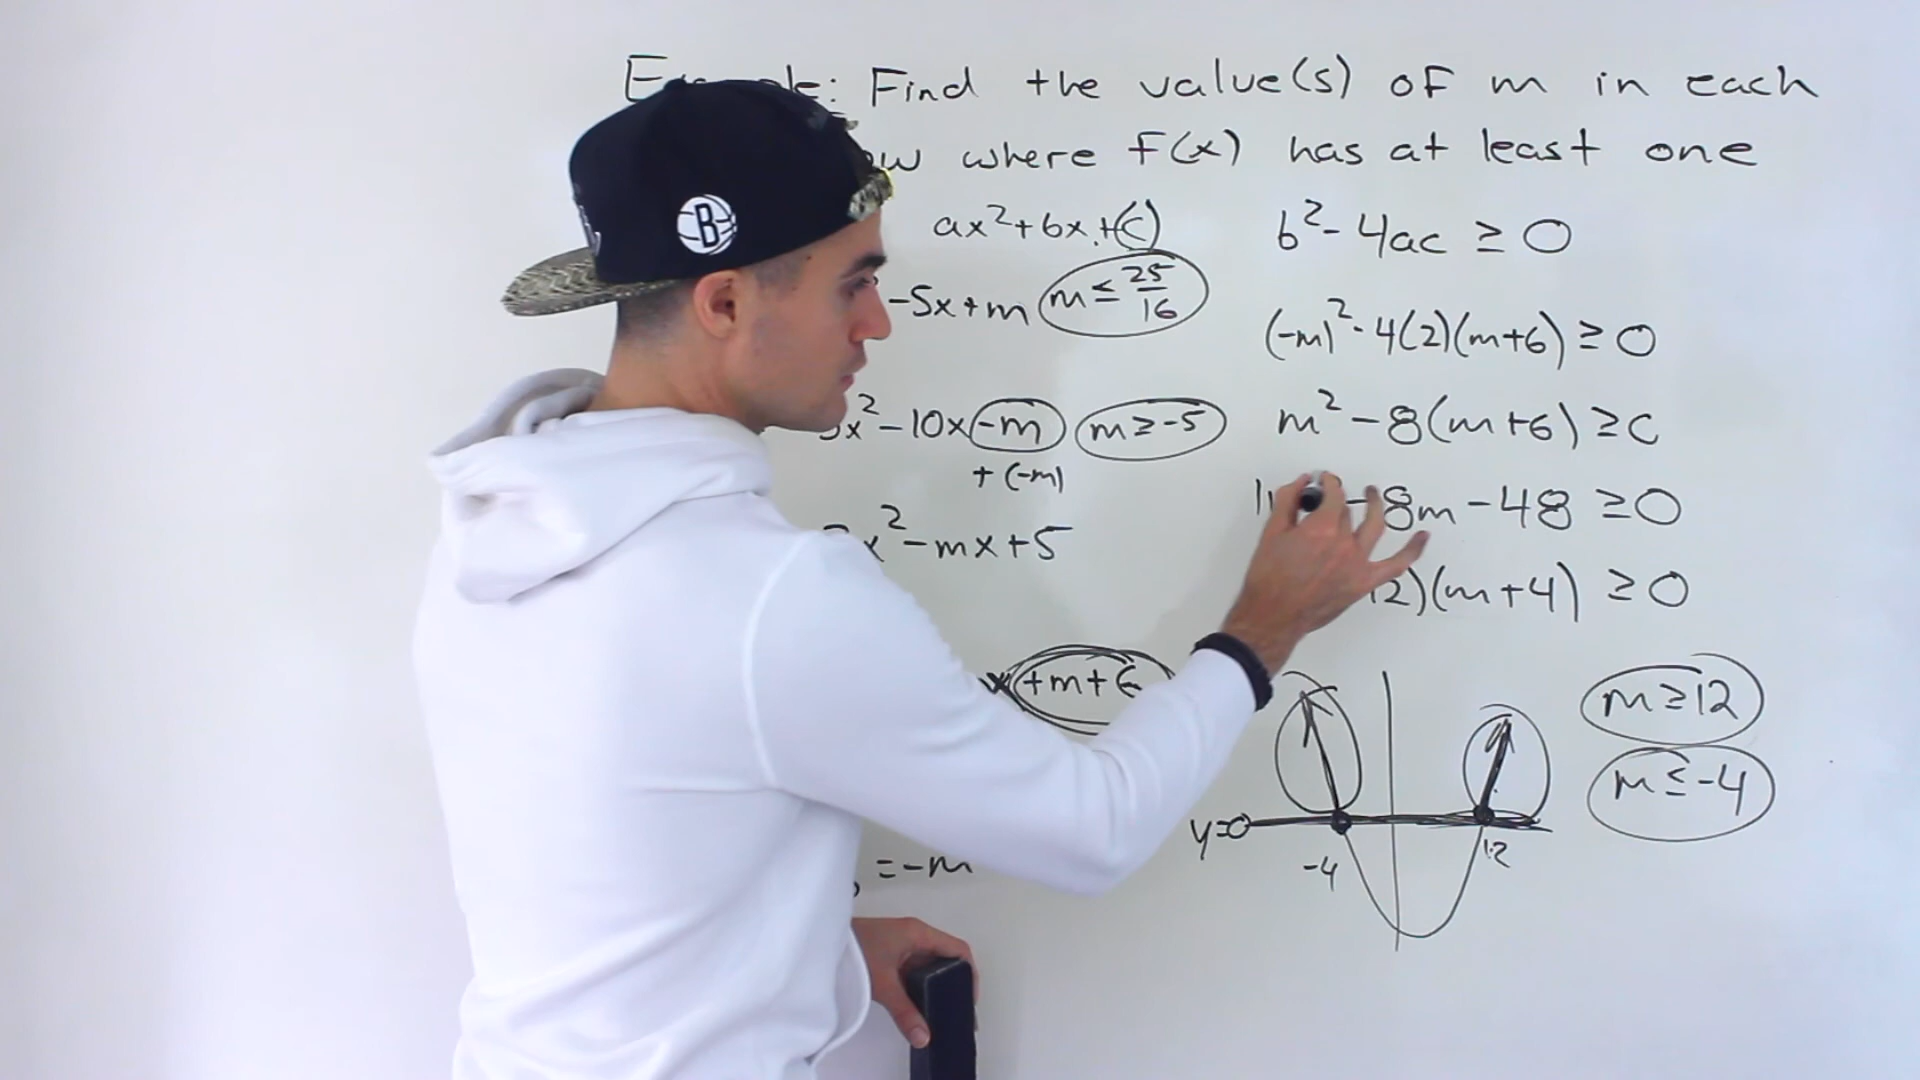 Find the value(s) of m in each
where f(x) has at least one
ax²+bx+(c)
b²-4ac ≥ 0
-5x+m
m ≤ 25/16
(-m)²-4(2)(m+6) ≥ 0
x²-10x-m
m≥-5
m²-8(m+6) ≥ 0
+(-m)
-8m-48 ≥ 0
x²-mx+5
2)(m+4) ≥ 0
x+m+6
m≥12
m≤-4
y=0
-4
12
=-m
B